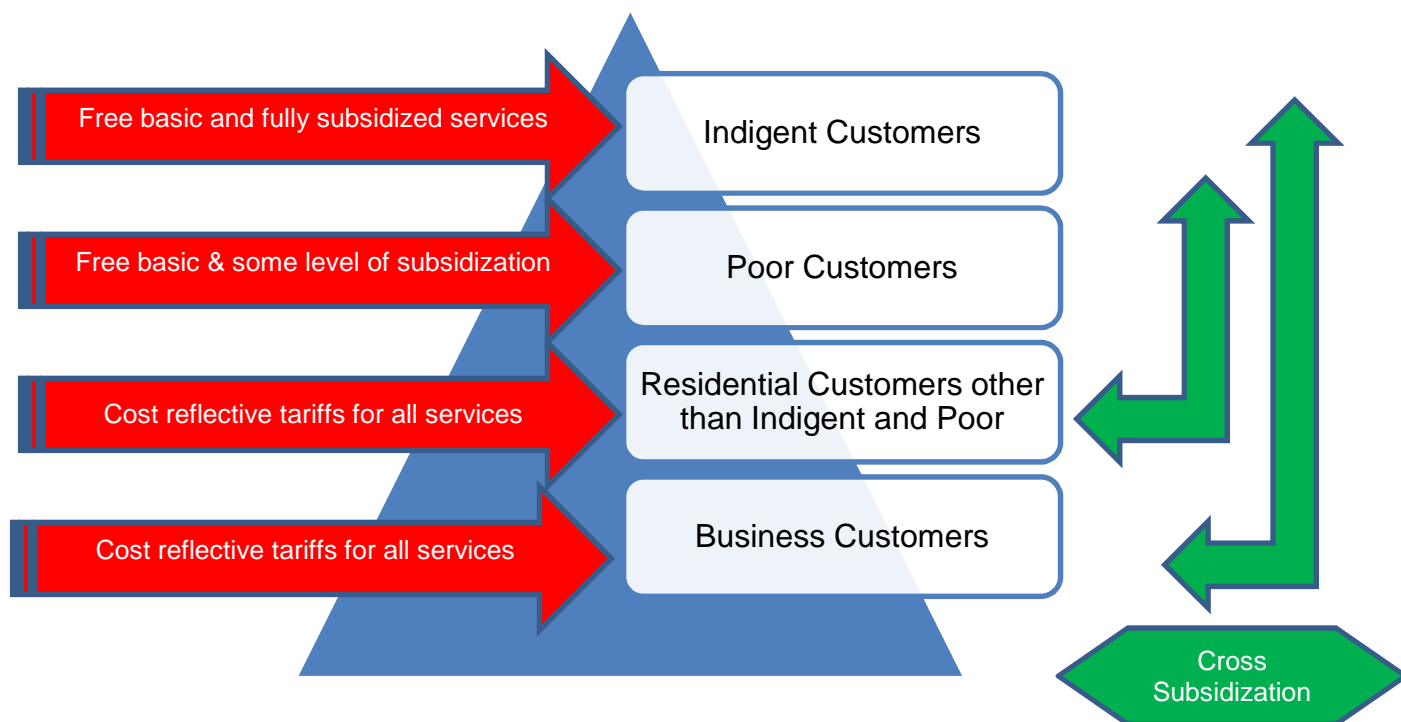 Free basic and fully subsidized services
Indigent Customers
Free basic & some level of subsidization
Poor Customers
Cost reflective tariffs for all services
Residential Customers other
than Indigent and Poor
Cost reflective tariffs for all services
Business Customers
Cross
Subsidization